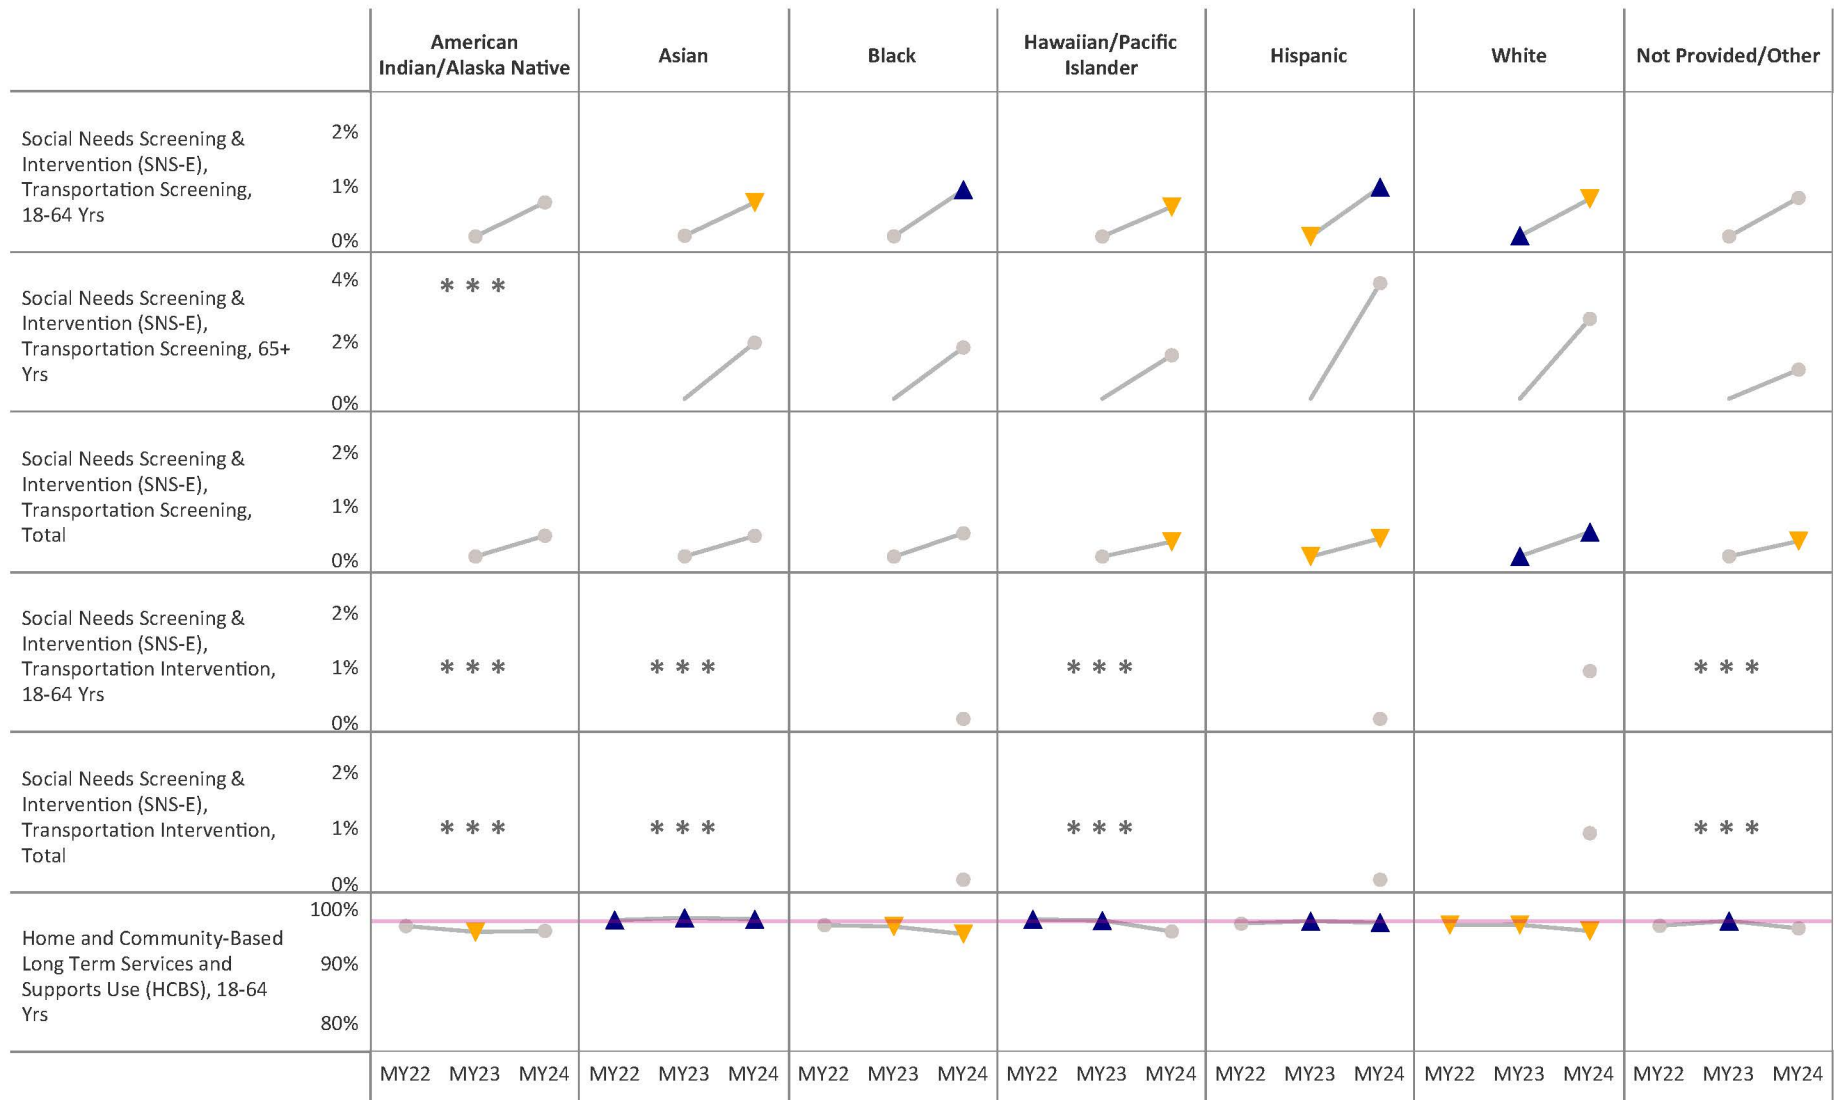 American
Indian/Alaska Native
Asian
Black
Hawaiian/Pacific
Islander
Hispanic
White
Not Provided/Other
Social Needs Screening &
Intervention (SNS-E),
Transportation Screening,
18-64 Yrs
2%
1%
0%
Social Needs Screening &
Intervention (SNS-E),
Transportation Screening, 65+
Yrs
4%
2%
0%
* * *
Social Needs Screening &
Intervention (SNS-E),
Transportation Screening,
Total
2%
1%
0%
Social Needs Screening &
Intervention (SNS-E),
Transportation Intervention,
18-64 Yrs
2%
1%
0%
* * *
* * *
* * *
* * *
Social Needs Screening &
Intervention (SNS-E),
Transportation Intervention,
Total
2%
1%
0%
* * *
* * *
* * *
* * *
Home and Community-Based
Long Term Services and
Supports Use (HCBS), 18-64
Yrs
100%
90%
80%
MY22 MY23 MY24 MY22 MY23 MY24 MY22 MY23 MY24 MY22 MY23 MY24 MY22 MY23 MY24 MY22 MY23 MY24 MY22 MY23 MY24